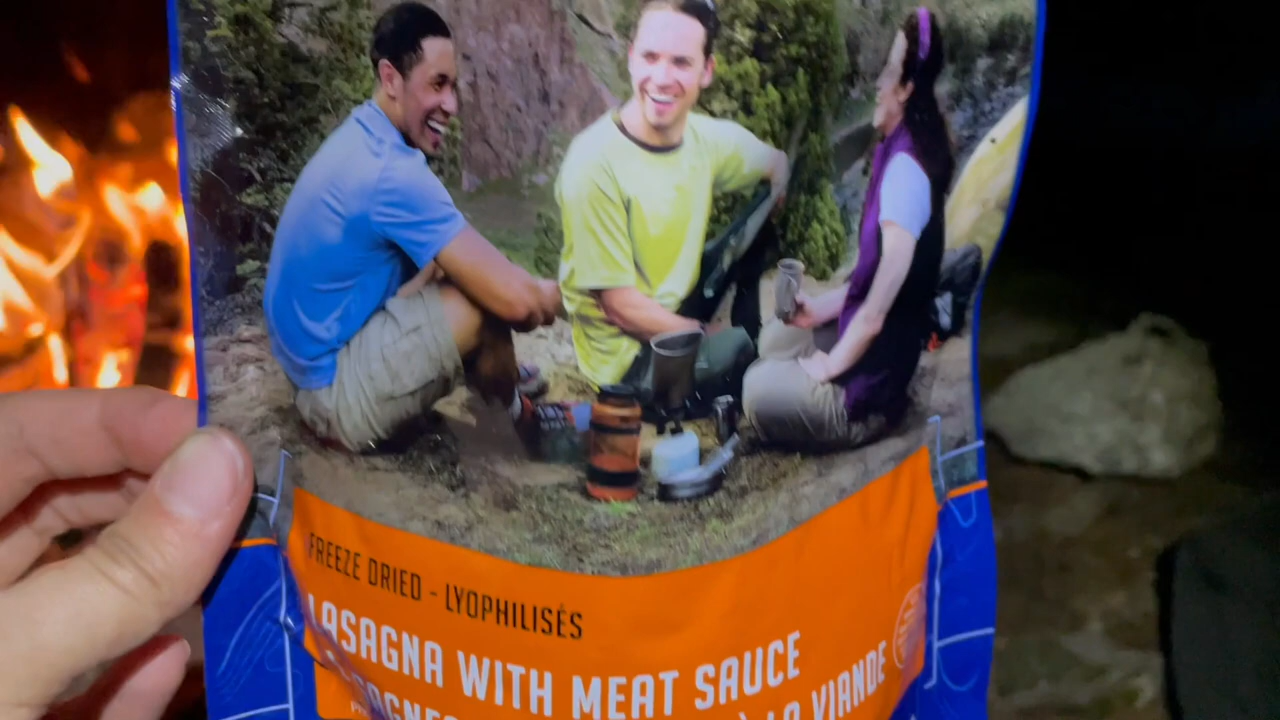 FREEZE DRIED - LYOPHILISÉS
LASAGNA WITH MEAT SAUCE
À LA VIANDE